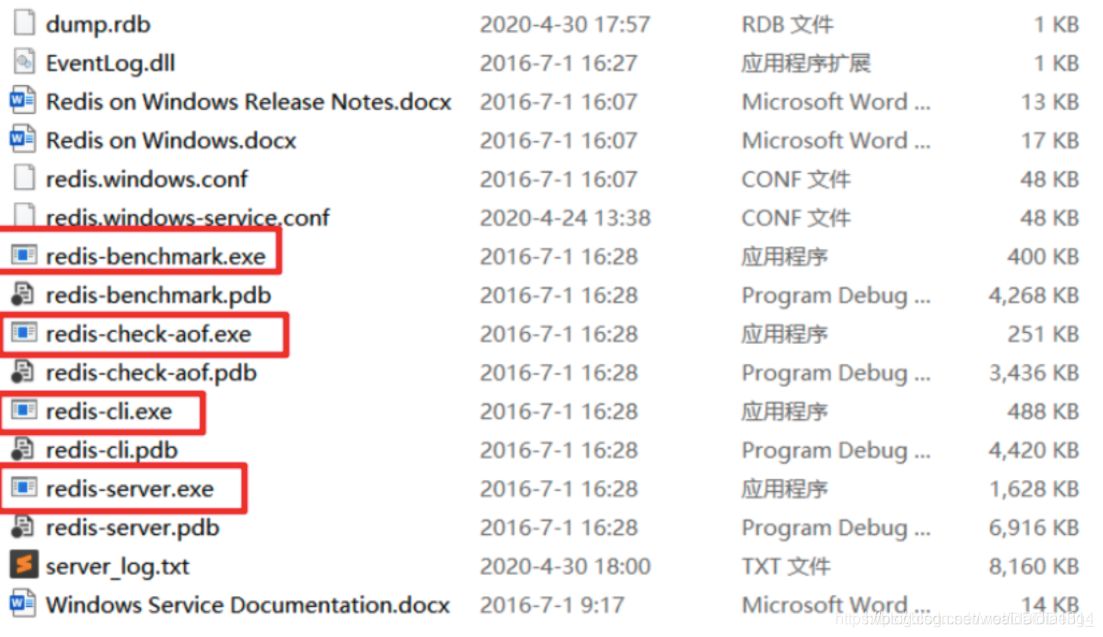 dump.rdb 2020-4-30 17:57 RDB 文件 1 KB
EventLog.dll 2016-7-1 16:27 应用程序扩展 1 KB
Redis on Windows Release Notes.docx 2016-7-1 16:07 Microsoft Word ... 13 KB
Redis on Windows.docx 2016-7-1 16:07 Microsoft Word ... 17 KB
redis.windows.conf 2016-7-1 16:07 CONF 文件 48 KB
redis.windows-service.conf 2020-4-24 13:38 CONF 文件 48 KB
redis-benchmark.exe 2016-7-1 16:28 应用程序 400 KB
redis-benchmark.pdb 2016-7-1 16:28 Program Debug ... 4,268 KB
redis-check-aof.exe 2016-7-1 16:28 应用程序 251 KB
redis-check-aof.pdb 2016-7-1 16:28 Program Debug ... 3,436 KB
redis-cli.exe 2016-7-1 16:28 应用程序 488 KB
redis-cli.pdb 2016-7-1 16:28 Program Debug ... 4,420 KB
redis-server.exe 2016-7-1 16:28 应用程序 1,628 KB
redis-server.pdb 2016-7-1 16:28 Program Debug ... 6,916 KB
server_log.txt 2020-4-30 18:00 TXT 文件 8,160 KB
Windows Service Documentation.docx 2016-7-1 9:17 Microsoft Word ... 14 KB